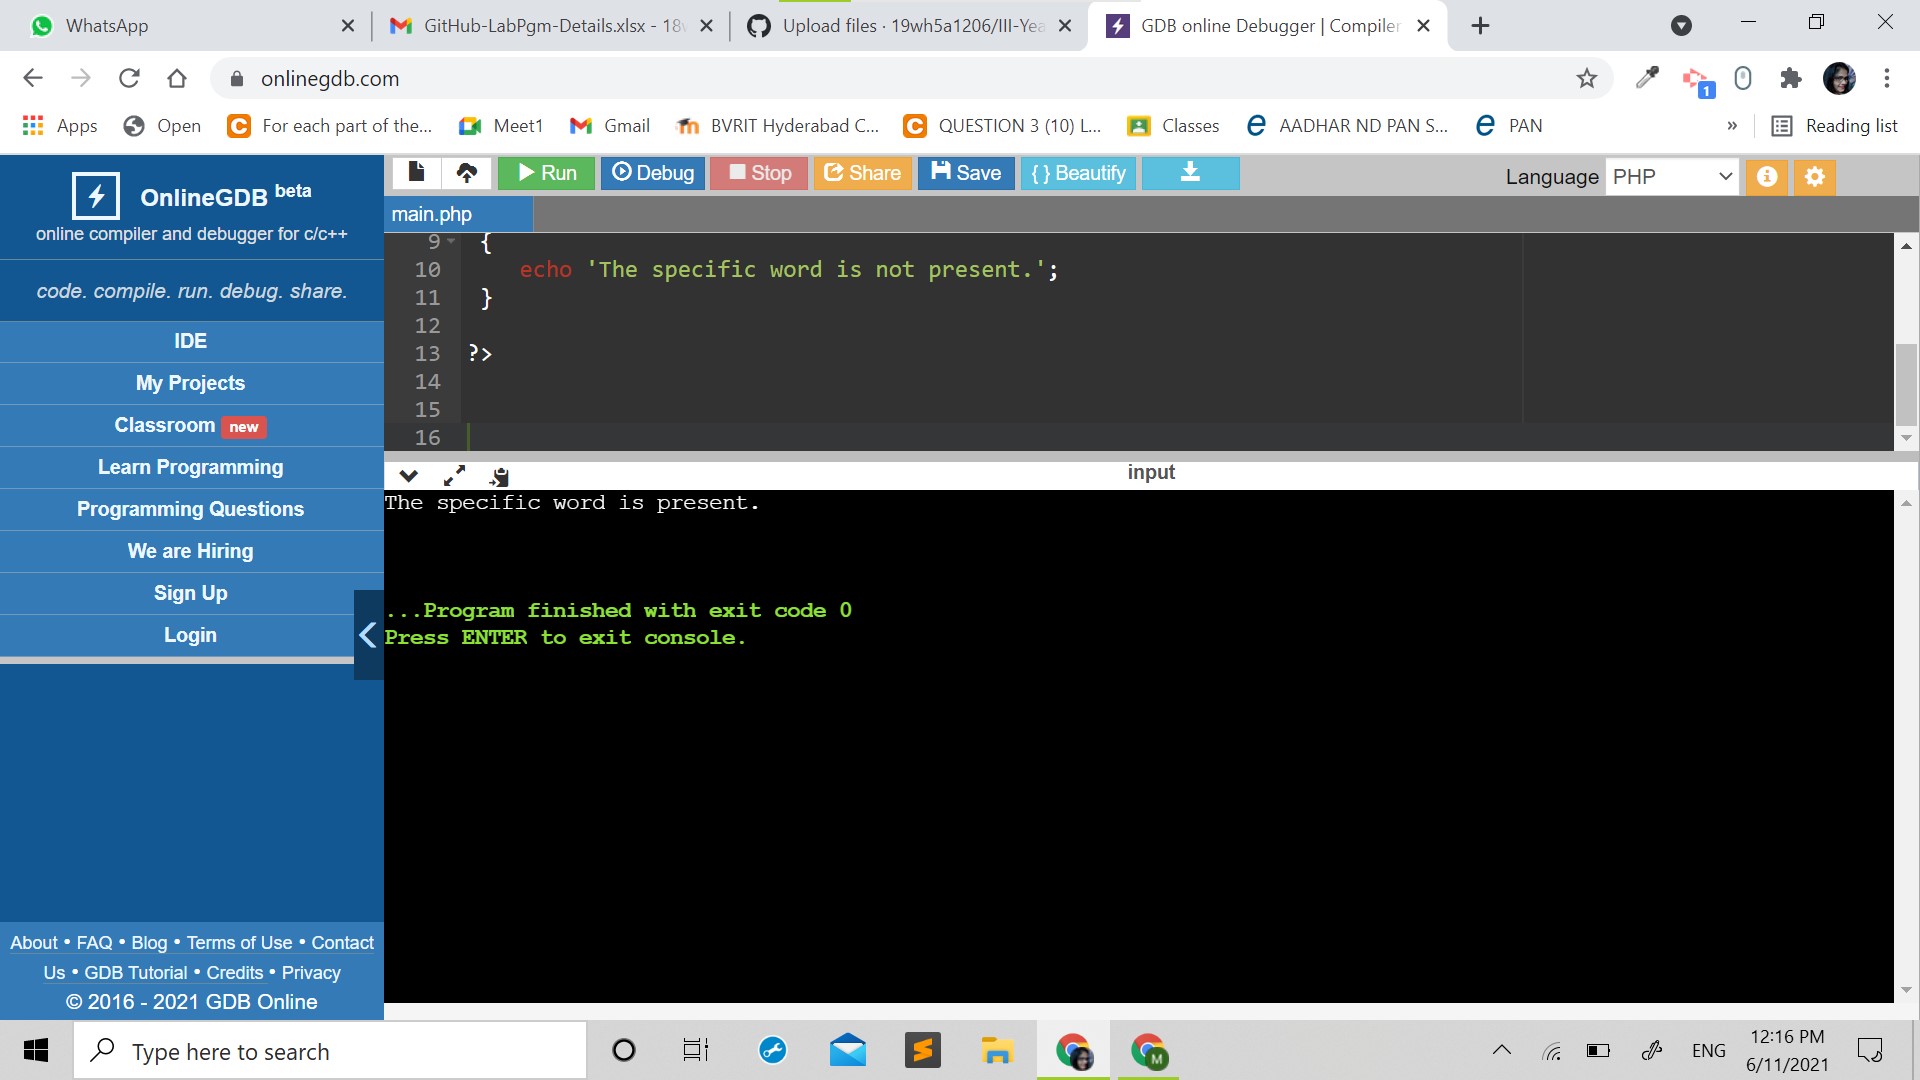 WhatsApp
GitHub-LabPgm-Details.xlsx - 18w
Upload files · 19wh5a1206/III-Yea
GDB online Debugger | Compiler
onlinegdb.com
1
Apps
Open
For each part of the...
Meet1
Gmail
BVRIT Hyderabad C...
QUESTION 3 (10) L...
Classes
AADHAR ND PAN S...
PAN
»
Reading list
OnlineGDB beta
online compiler and debugger for c/c++
code. compile. run. debug. share.
IDE
My Projects
Classroom new
Learn Programming
Programming Questions
We are Hiring
Sign Up
Login
About • FAQ • Blog • Terms of Use • Contact
Us • GDB Tutorial • Credits • Privacy
© 2016 - 2021 GDB Online
Run
Debug
Stop
Share
Save
{ } Beautify
Language PHP
main.php
9 {
10 echo 'The specific word is not present.';
11 }
12
13 ?>
14
15
16
input
The specific word is present.
...Program finished with exit code 0
Press ENTER to exit console.
Type here to search
M
ENG
12:16 PM
6/11/2021